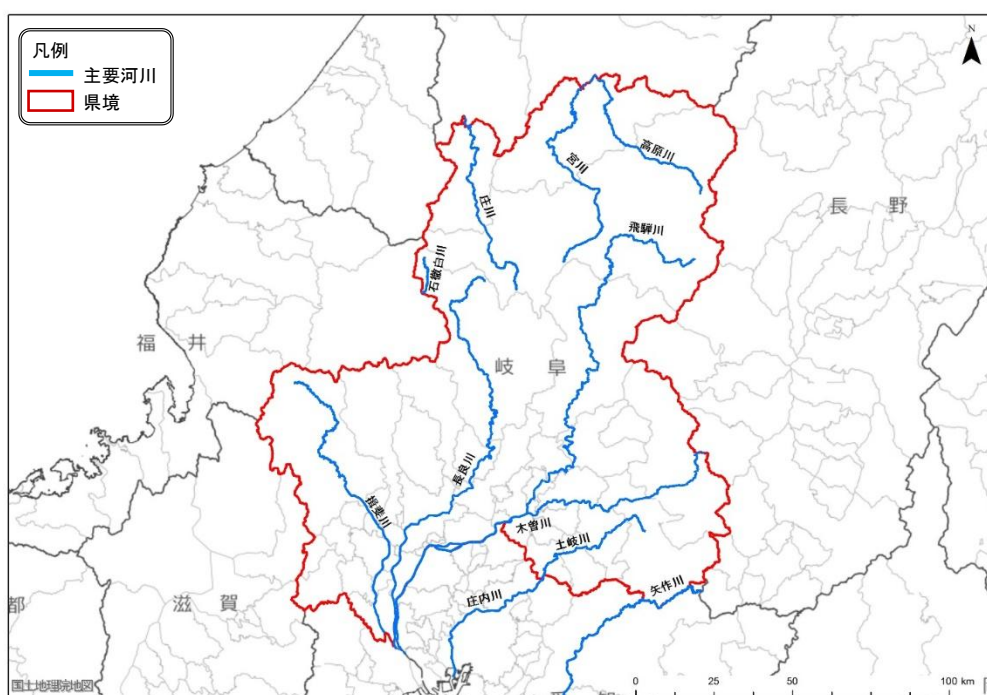 凡例
主要河川
県境
N
高原川
宮川
庄川
長 野
飛騨川
石徹白川
福 井
岐 阜
長良川
揖斐川
木曽川
土岐川
矢作川
庄内川
都
滋 賀
国土地理院地図
0 25 50 100 km